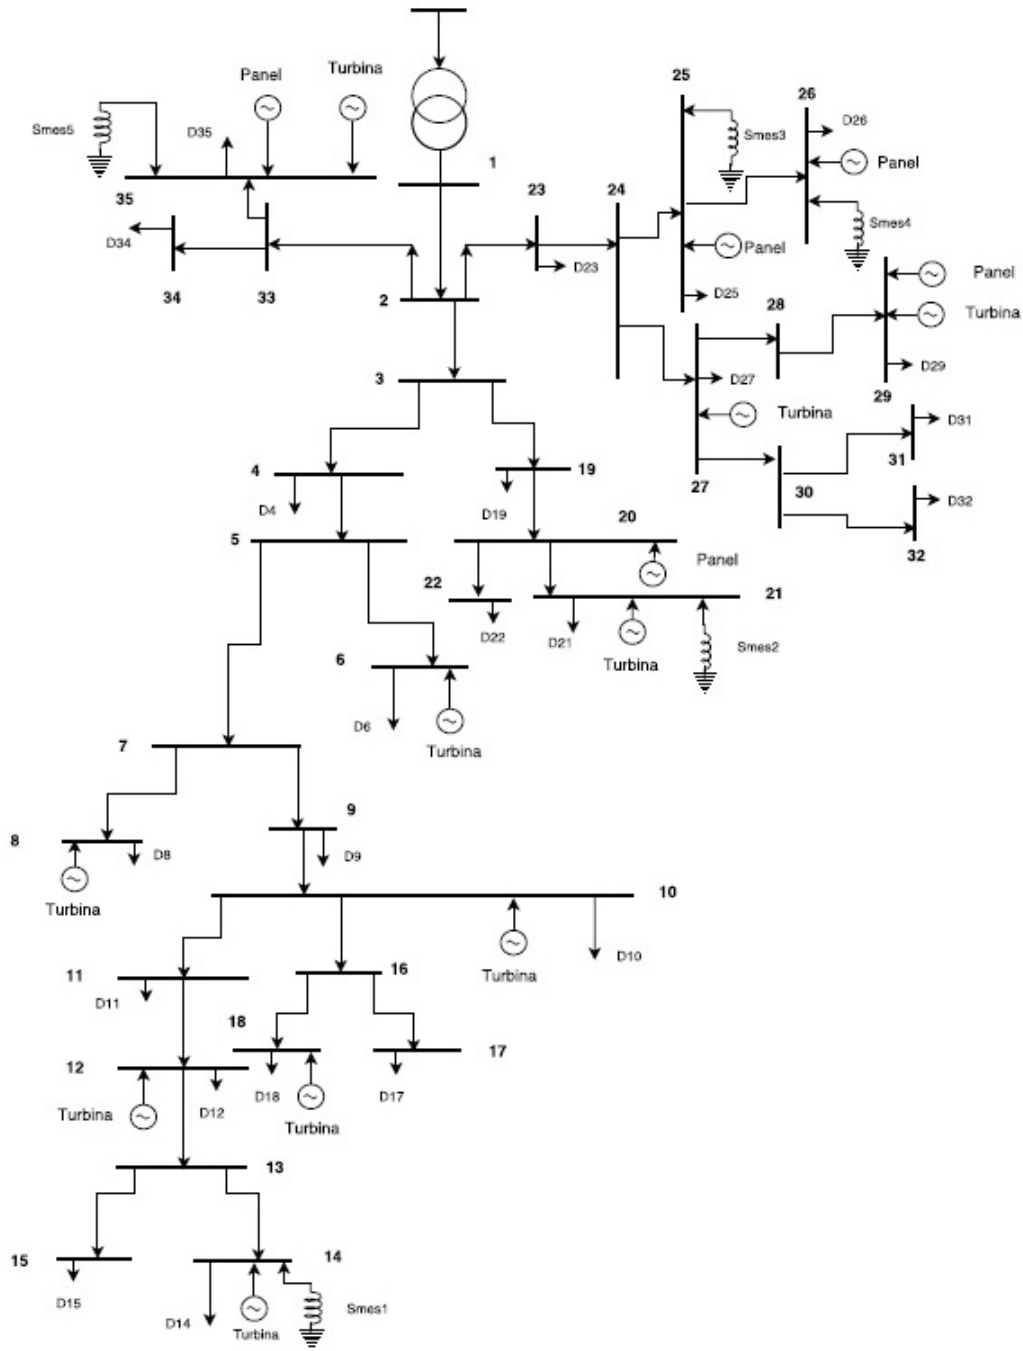 Turbina
Panel
25
26
Smes5
D35
Smes3
D26
Panel
1
35
23
24
Smes4
D34
Panel
D23
Panel
34
33
2
D25
28
Turbina
3
D27
D29
29
Turbina
D31
4
19
27
31
30
D4
D19
20
D32
5
32
Panel
22
21
D22
D21
Smes2
6
Turbina
D6
Turbina
7
9
8
D8
D9
Turbina
10
D10
16
Turbina
11
D11
18
17
12
D18
D17
Turbina
D12
Turbina
13
14
15
D15
Smes1
D14
Turbina